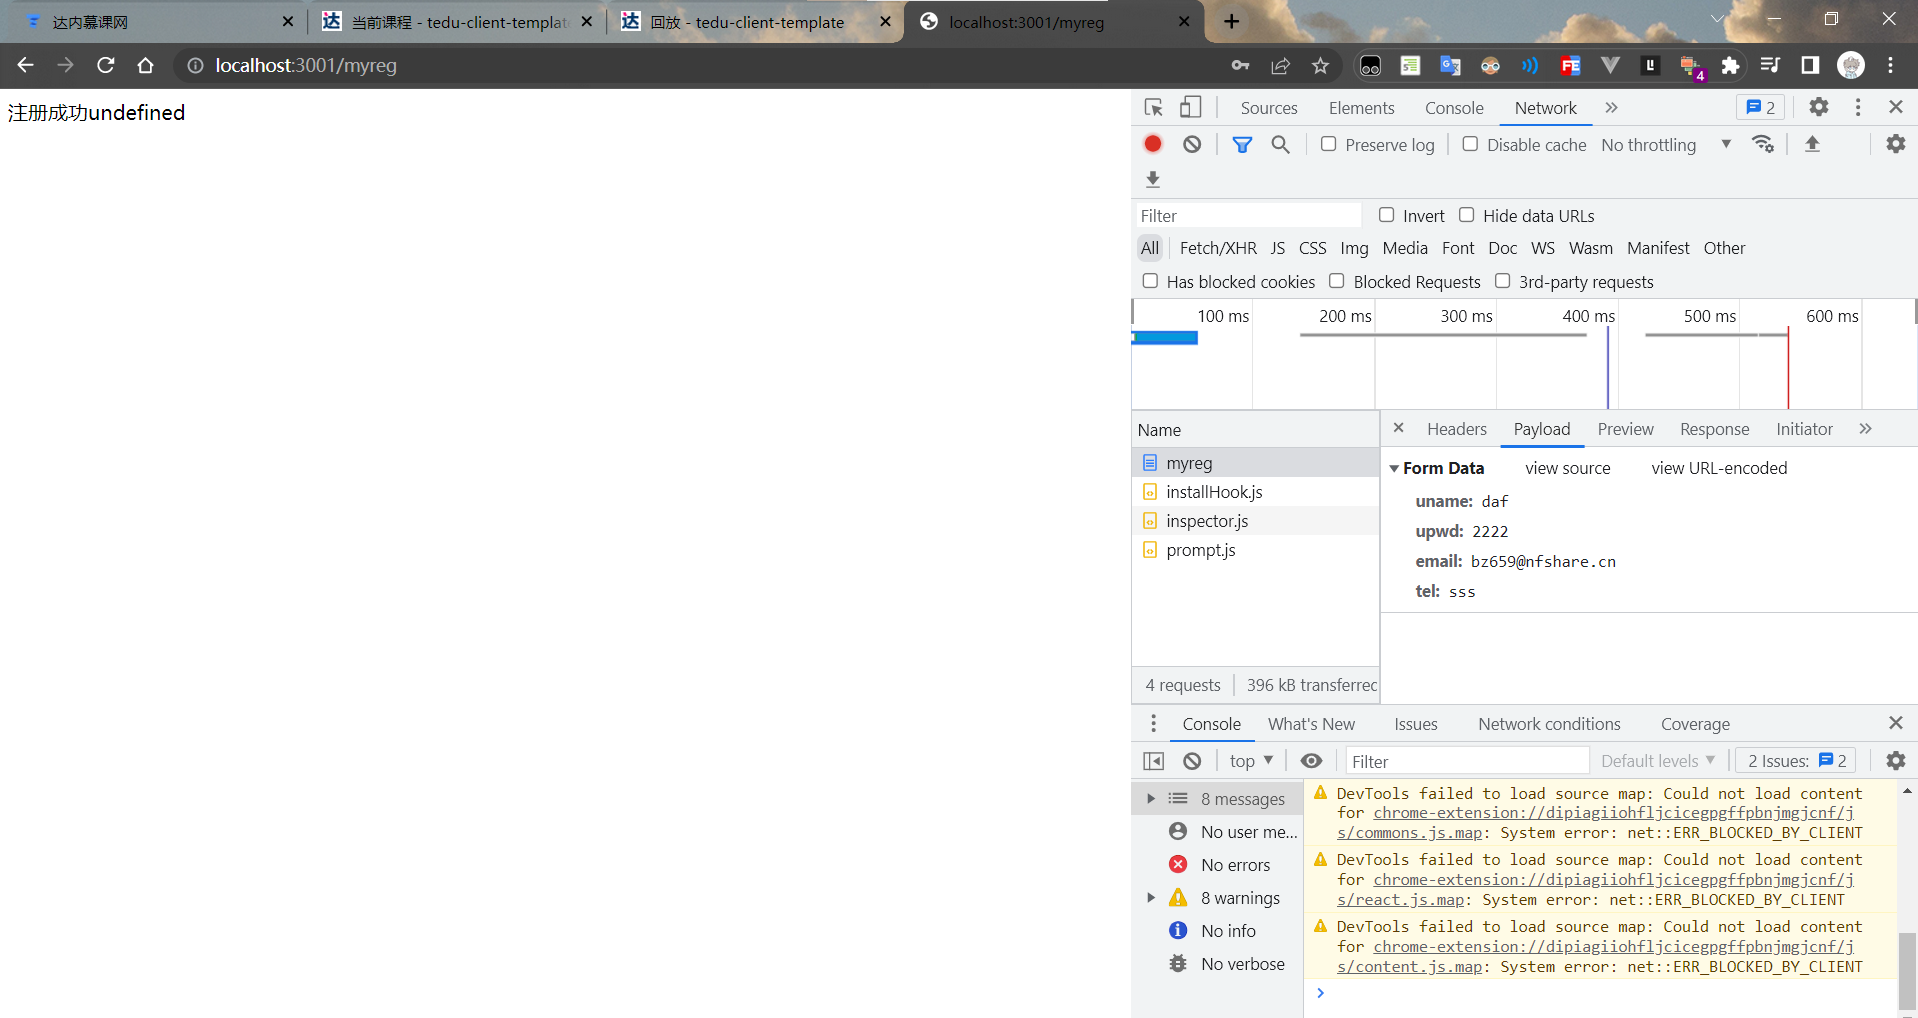 达内慕课网
当前课程 - tedu-client-templat
回放 - tedu-client-template
localhost:3001/myreg
localhost:3001/myreg
4
注册成功undefined
Sources Elements Console Network 2
Preserve log Disable cache No throttling
Filter Invert Hide data URLs
All Fetch/XHR JS CSS Img Media Font Doc WS Wasm Manifest Other
Has blocked cookies Blocked Requests 3rd-party requests
100 ms 200 ms 300 ms 400 ms 500 ms 600 ms
Name
Headers Payload Preview Response Initiator
myreg
installHook.js
inspector.js
prompt.js
4 requests 396 kB transferred
Form Data view source view URL-encoded
uname: daf
upwd: 2222
email: bz659@nfshare.cn
tel: sss
Console What's New Issues Network conditions Coverage
top Filter Default levels 2 Issues: 2
8 messages
No user me...
No errors
8 warnings
No info
No verbose
DevTools failed to load source map: Could not load content
for chrome-extension://dipiagiiohfljcicegpgffpbnjmgjcnf/j
s/commons.js.map: System error: net::ERR_BLOCKED_BY_CLIENT
DevTools failed to load source map: Could not load content
for chrome-extension://dipiagiiohfljcicegpgffpbnjmgjcnf/j
s/react.js.map: System error: net::ERR_BLOCKED_BY_CLIENT
DevTools failed to load source map: Could not load content
for chrome-extension://dipiagiiohfljcicegpgffpbnjmgjcnf/j
s/content.js.map: System error: net::ERR_BLOCKED_BY_CLIENT